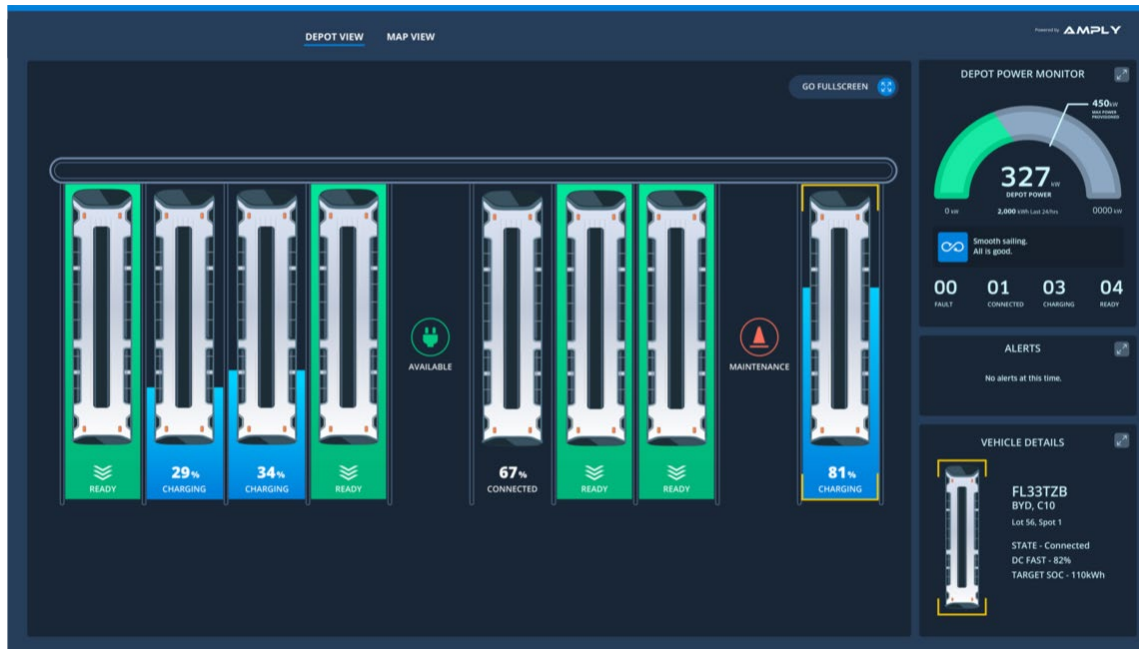 DEPOT VIEW MAP VIEW
Powered by AMPLY
GO FULLSCREEN
READY
29% CHARGING
34% CHARGING
READY
AVAILABLE
67% CONNECTED
READY
READY
MAINTENANCE
81% CHARGING
DEPOT POWER MONITOR
450 kW
MAX POWER
PROVISIONED
327 kW
DEPOT POWER
0 kW
2,000 kWh Last 24/hrs
0000 kW
Smooth sailing.
All is good.
00 FAULT
01 CONNECTED
03 CHARGING
04 READY
ALERTS
No alerts at this time.
VEHICLE DETAILS
FL33TZB
BYD, C10
Lot 56, Spot 1
STATE - Connected
DC FAST - 82%
TARGET SOC - 110kWh